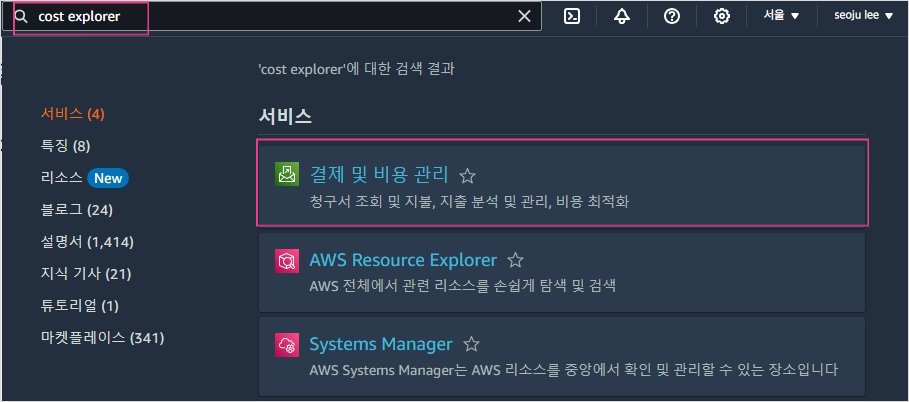 cost explorer
서울 ▼
seoju lee ▼
'cost explorer'에 대한 검색 결과
서비스 (4)
특징 (8)
리소스 New
블로그 (24)
설명서 (1,414)
지식 기사 (21)
튜토리얼 (1)
마켓플레이스 (341)
서비스
결제 및 비용 관리
청구서 조회 및 지불, 지출 분석 및 관리, 비용 최적화
AWS Resource Explorer
AWS 전체에서 관련 리소스를 손쉽게 탐색 및 검색
Systems Manager
AWS Systems Manager는 AWS 리소스를 중앙에서 확인 및 관리할 수 있는 장소입니다